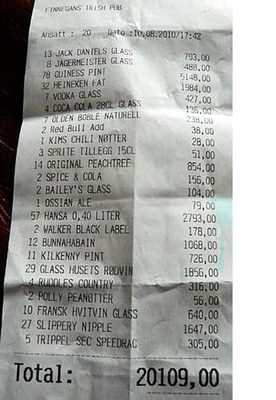 FINNEGANS IRISH PUB
Ansatt : 20 Dato :10.08.2010/17:42
13 JACK DANIELS GLASS 793,00
8 JAGERMEISTER GLASS 488,00
78 GUINESS PINT 5148,00
32 HEINEKEN FAT 1984,00
7 VODKA GLASS 427,00
4 COCA COLA 28CL GLASS 136,00
7 OLDEN BOBLE NATURELL 238,00
2 Red Bull Add 38,00
1 KIMS CHILI NØTTER 28,00
3 SPRITE TILLEGG 15CL 51,00
14 ORIGINAL PEACHTREE 854,00
2 SPICE & COLA 156,00
2 BAILEY'S GLASS 104,00
1 OSSIAN ALE 79,00
57 HANSA 0,40 LITER 2793,00
2 WALKER BLACK LABEL 178,00
12 BUNNAHABAIN 1068,00
11 KILKENNY PINT 726,00
29 GLASS HUSETS RØDVIN 1856,00
4 RUDDLES COUNTRY 316,00
2 POLLY PEANØTTER 56,00
10 FRANSK HVITVIN GLASS 640,00
27 SLIPPERY NIPPLE 1647,00
5 TRIPPEL SEC SPEEDRAC 305,00
Total: 20109,00